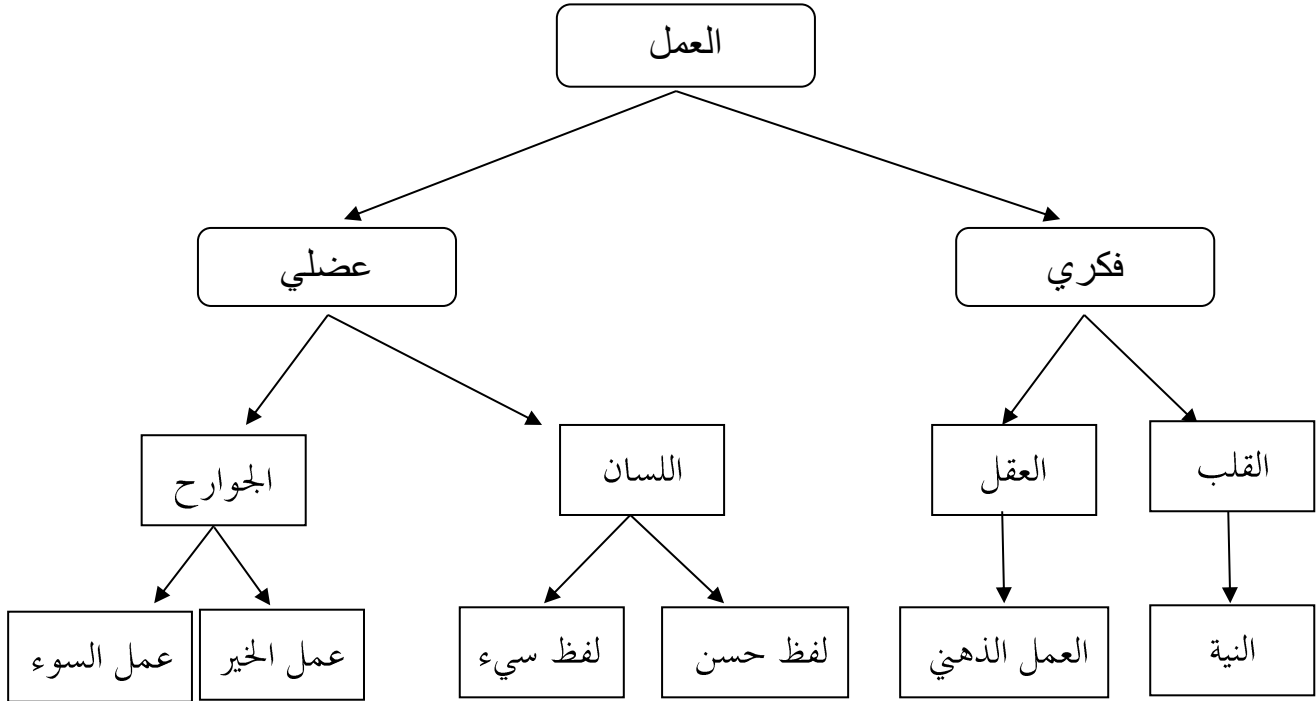 العمل
فكري
عضلي
القلب
العقل
اللسان
الجوارح
النية
العمل الذهني
لفظ حسن
لفظ سيء
عمل الخير
عمل السوء